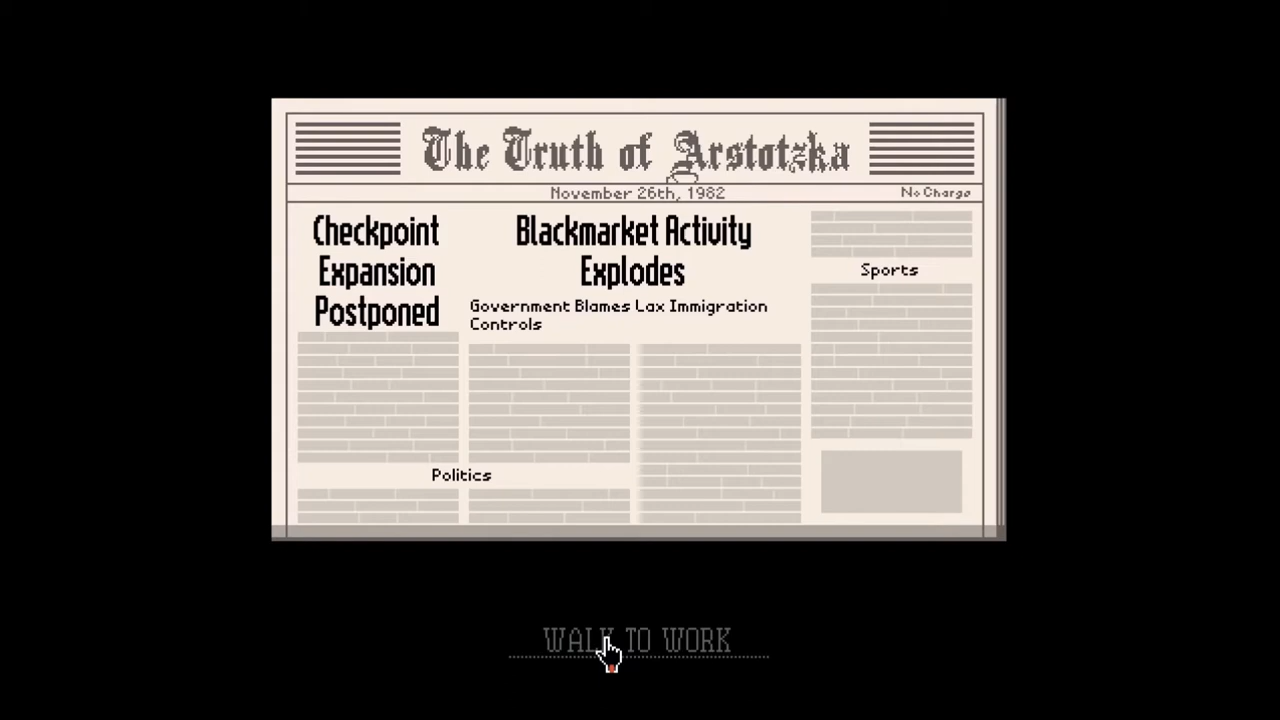 The Truth of Arstotzka
November 26th, 1982
No Charge
Checkpoint
Expansion
Postponed
Blackmarket Activity
Explodes
Government Blames Lax Immigration
Controls
Sports
Politics
WALK TO WORK